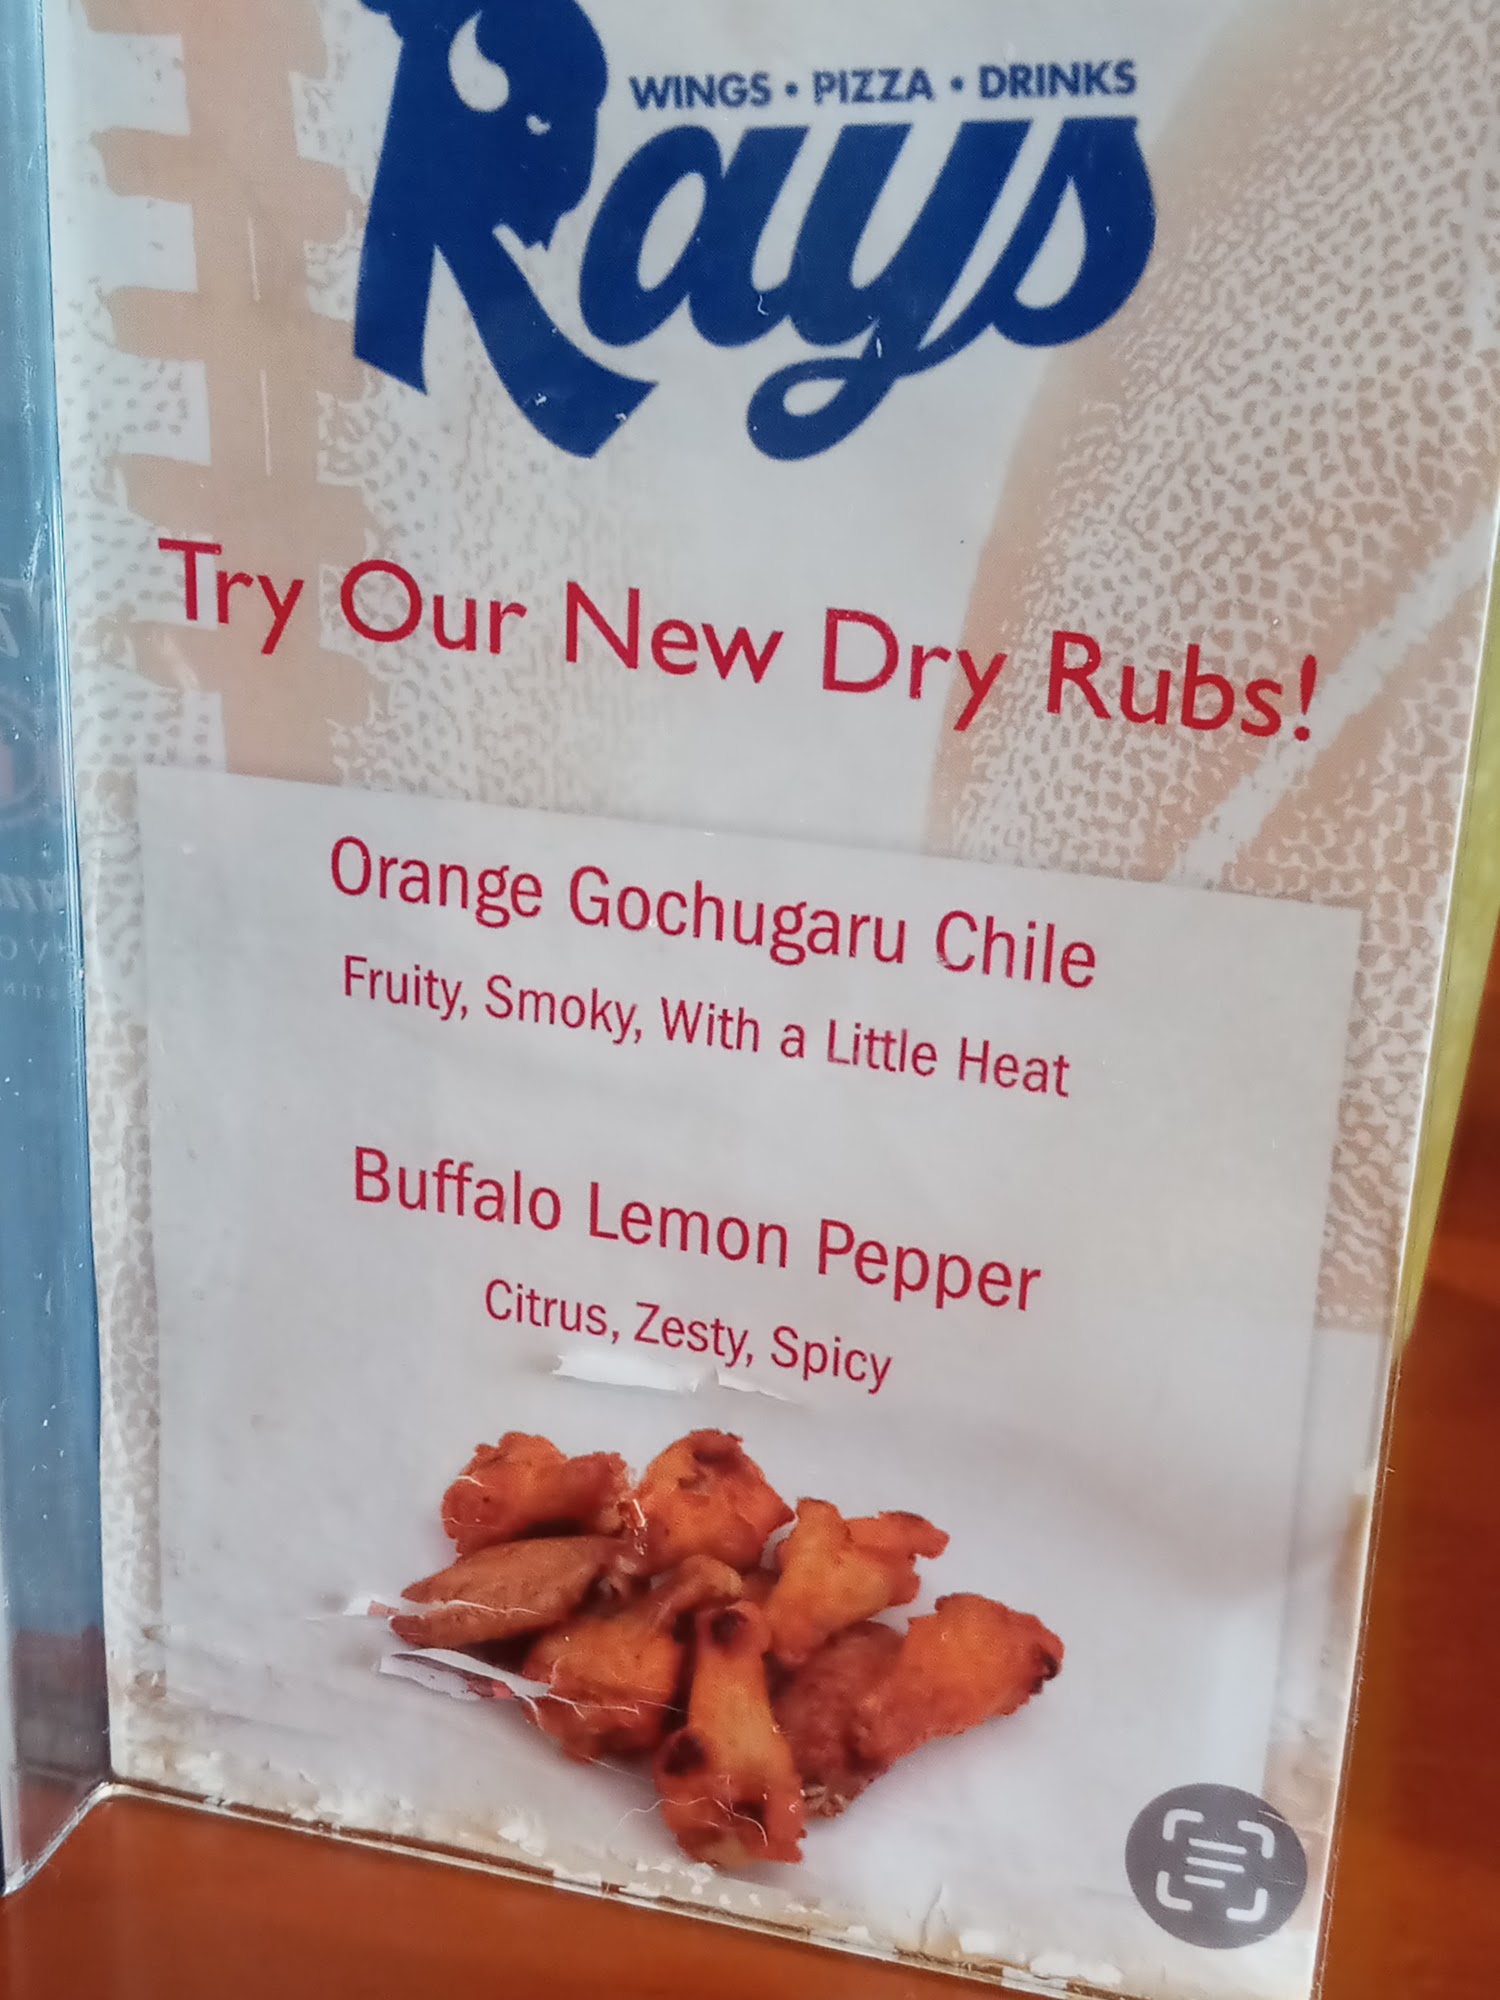 WINGS • PIZZA • DRINKS
Rays
Try Our New Dry Rubs!
Orange Gochugaru Chile
Fruity, Smoky, With a Little Heat
Buffalo Lemon Pepper
Citrus, Zesty, Spicy